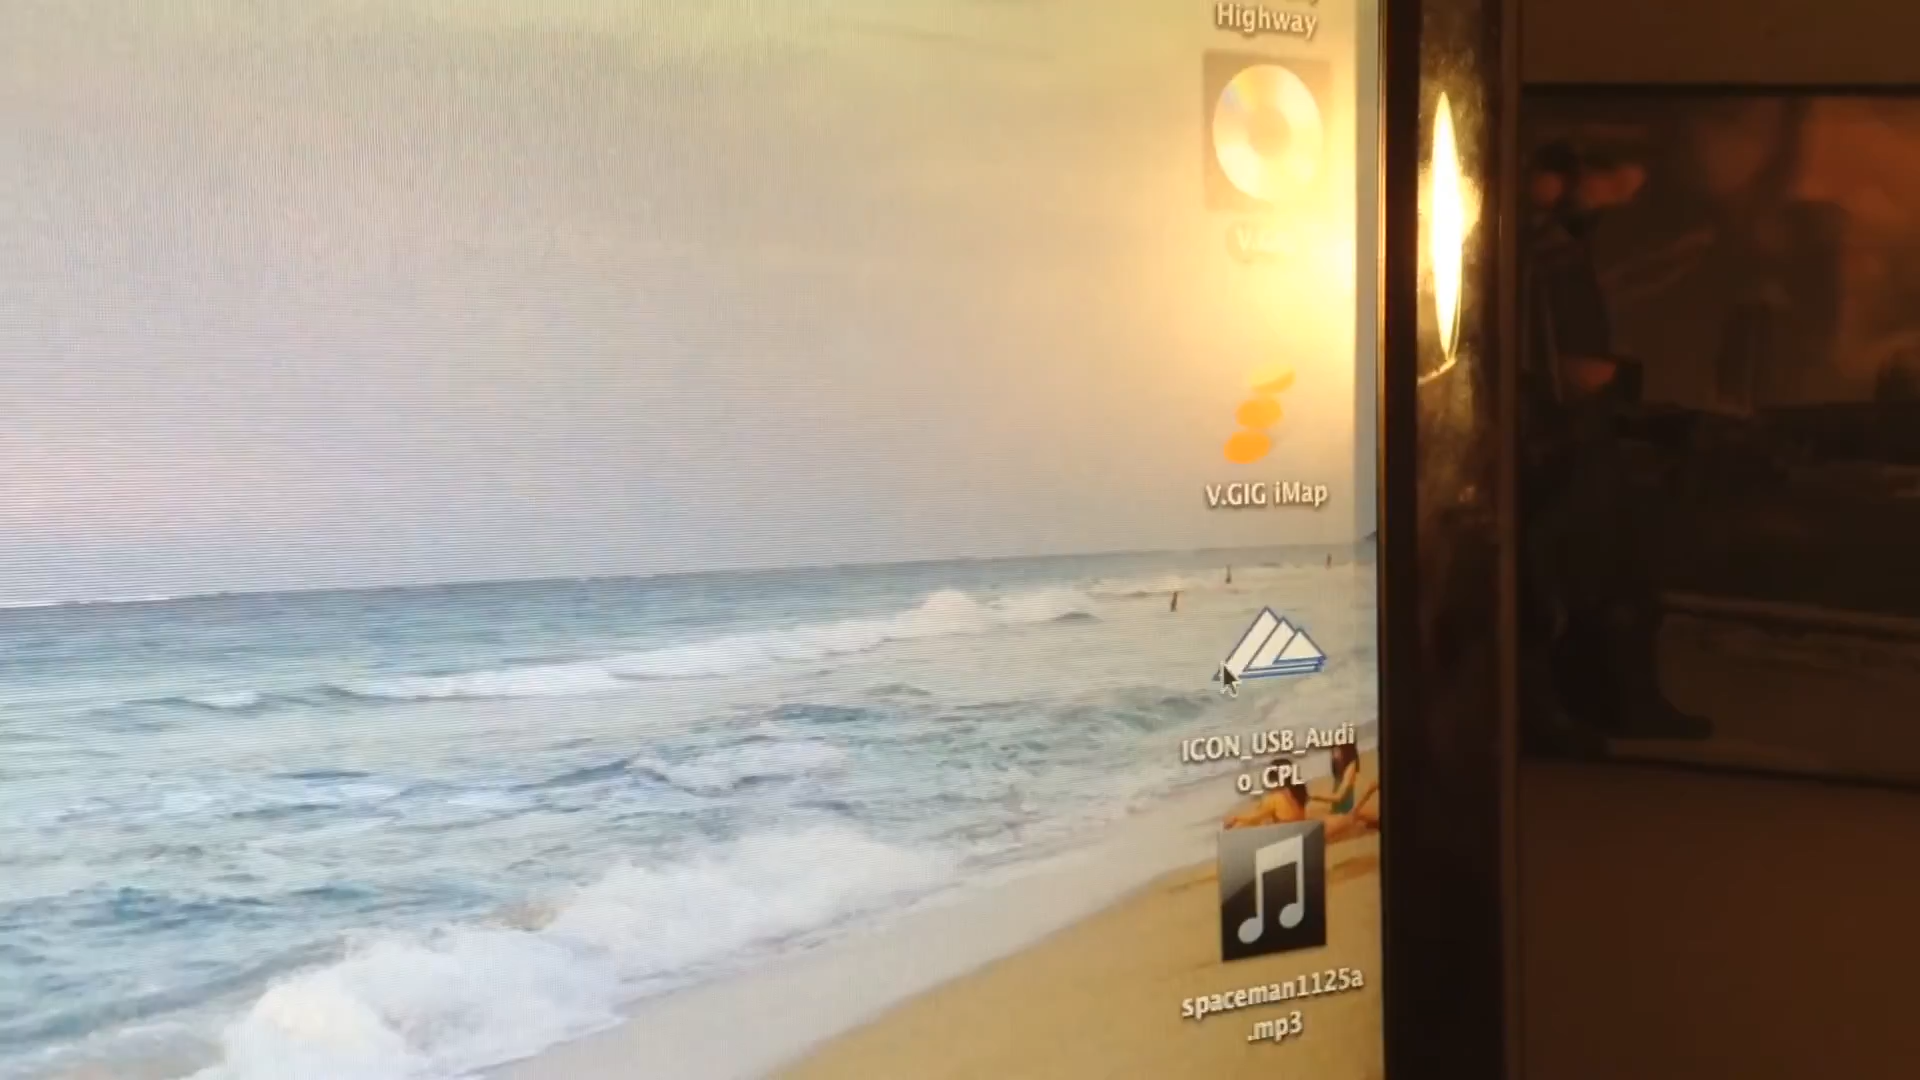 Highway
V.GIG iMap
ICON_USB_Audi
o_CPL
spaceman1125a
.mp3